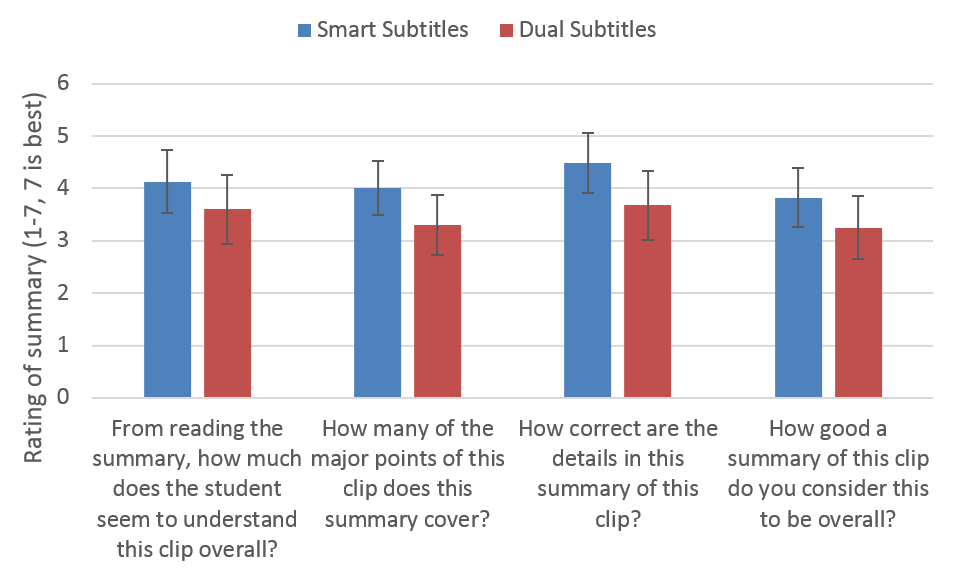 Smart Subtitles
Dual Subtitles
Rating of summary (1-7, 7 is best)
6
5
4
3
2
1
0
From reading the
summary, how much
does the student
seem to understand
this clip overall?
How many of the
major points of this
clip does this
summary cover?
How correct are the
details in this
summary of this
clip?
How good a
summary of this clip
do you consider this
to be overall?